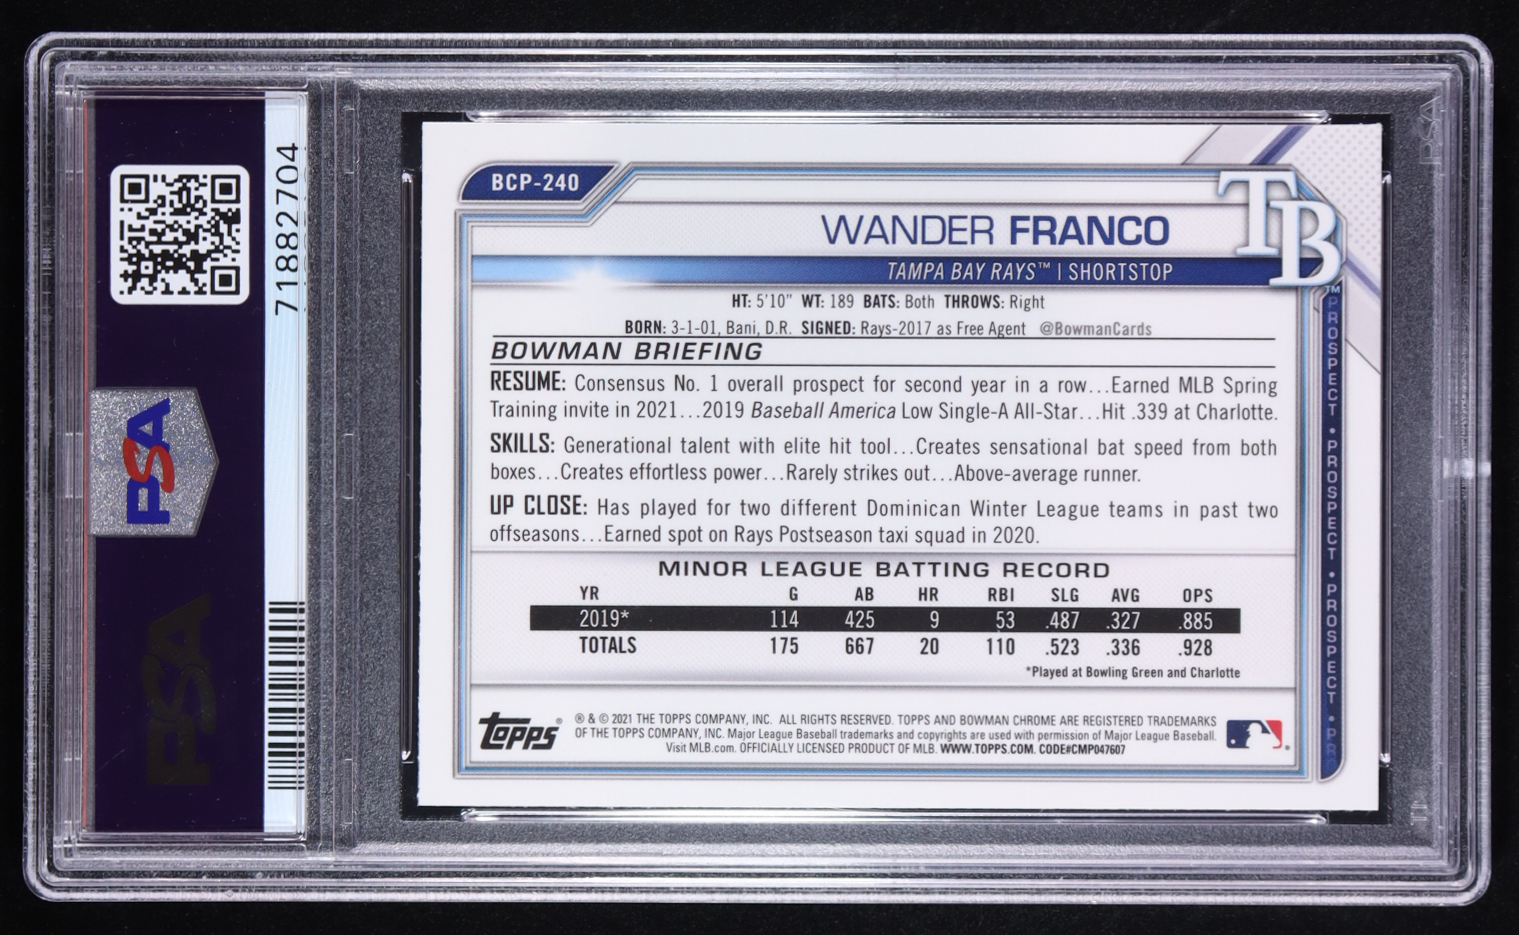 71882704
PSA
PSA
PSA
BCP-240
WANDER FRANCO
TB
TAMPA BAY RAYS™ | SHORTSTOP
HT: 5'10" WT: 189 BATS: Both THROWS: Right
BORN: 3-1-01, Bani, D.R. SIGNED: Rays-2017 as Free Agent @BowmanCards
BOWMAN BRIEFING
RESUME: Consensus No. 1 overall prospect for second year in a row...Earned MLB Spring
Training invite in 2021...2019 Baseball America Low Single-A All-Star...Hit .339 at Charlotte.
SKILLS: Generational talent with elite hit tool...Creates sensational bat speed from both
boxes...Creates effortless power...Rarely strikes out...Above-average runner.
UP CLOSE: Has played for two different Dominican Winter League teams in past two
offseasons...Earned spot on Rays Postseason taxi squad in 2020.
MINOR LEAGUE BATTING RECORD
YR G AB HR RBI SLG AVG OPS
2019* 114 425 9 53 .487 .327 .885
TOTALS 175 667 20 110 .523 .336 .928
*Played at Bowling Green and Charlotte
Topps®
® & © 2021 THE TOPPS COMPANY, INC. ALL RIGHTS RESERVED. TOPPS AND BOWMAN CHROME ARE REGISTERED TRADEMARKS
OF THE TOPPS COMPANY, INC. Major League Baseball trademarks and copyrights are used with permission of Major League Baseball.
Visit MLB.com. OFFICIALLY LICENSED PRODUCT OF MLB. WWW.TOPPS.COM. CODE#CMP047607
™ PROSPECT • PROSPECT • PROSPECT • PR